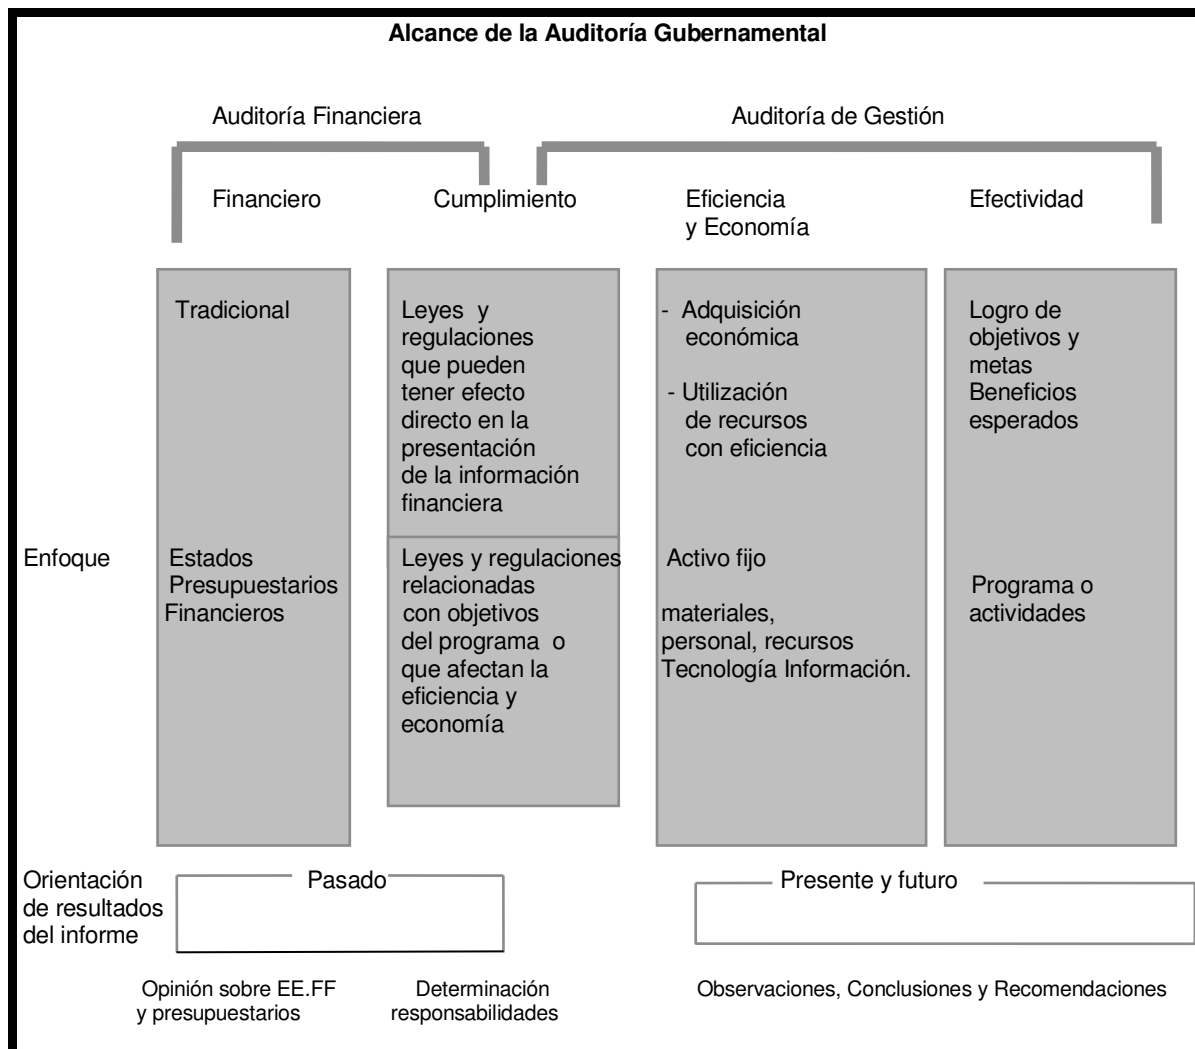 Alcance de la Auditoría Gubernamental
Auditoría Financiera
Auditoría de Gestión
Financiero
Cumplimiento
Eficiencia
y Economía
Efectividad
Tradicional
Leyes y
regulaciones
que pueden
tener efecto
directo en la
presentación
de la información
financiera
- Adquisición
económica
- Utilización
de recursos
con eficiencia
Logro de
objetivos y
metas
Beneficios
esperados
Enfoque
Estados
Presupuestarios
Financieros
Leyes y regulaciones
relacionadas
con objetivos
del programa o
que afectan la
eficiencia y
economía
Activo fijo
materiales,
personal, recursos
Tecnología Información.
Programa o
actividades
Orientación
de resultados
del informe
Pasado
Presente y futuro
Opinión sobre EE.FF
y presupuestarios
Determinación
responsabilidades
Observaciones, Conclusiones y Recomendaciones